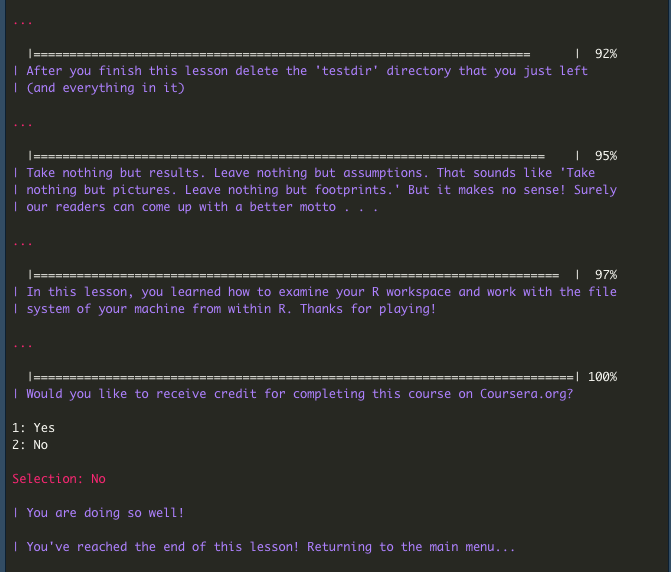 ...
|===================================================================== | 92%
| After you finish this lesson delete the 'testdir' directory that you just left
| (and everything in it)
...
|======================================================================= | 95%
| Take nothing but results. Leave nothing but assumptions. That sounds like 'Take
| nothing but pictures. Leave nothing but footprints.' But it makes no sense! Surely
| our readers can come up with a better motto . . .
...
|========================================================================= | 97%
| In this lesson, you learned how to examine your R workspace and work with the file
| system of your machine from within R. Thanks for playing!
...
|===========================================================================| 100%
| Would you like to receive credit for completing this course on Coursera.org?
1: Yes
2: No
Selection: No
| You are doing so well!
| You've reached the end of this lesson! Returning to the main menu...